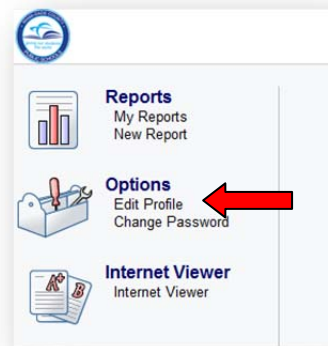 Reports
My Reports
New Report
Options
Edit Profile
Change Password
A+
B
Internet Viewer
Internet Viewer